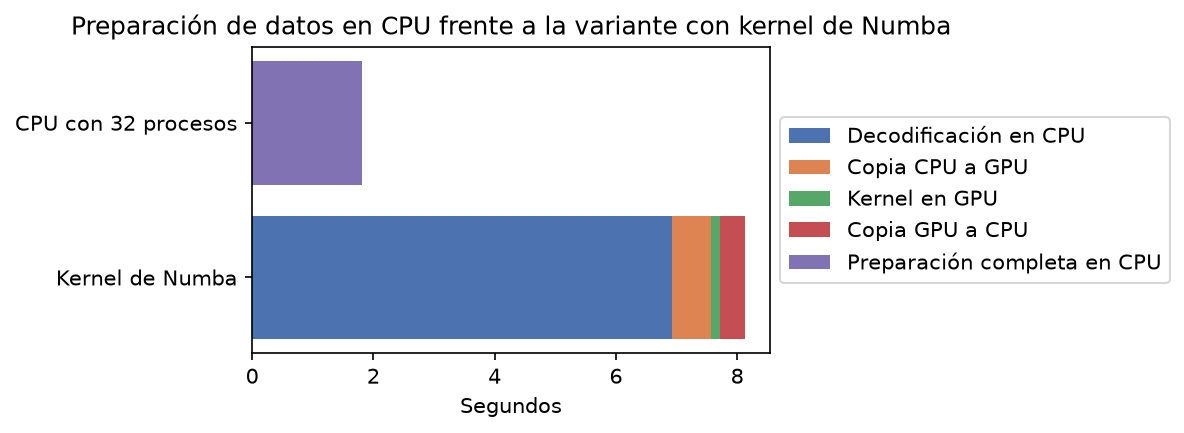 Preparación de datos en CPU frente a la variante con kernel de Numba
CPU con 32 procesos
Kernel de Numba
0 2 4 6 8
Segundos
Decodificación en CPU
Copia CPU a GPU
Kernel en GPU
Copia GPU a CPU
Preparación completa en CPU